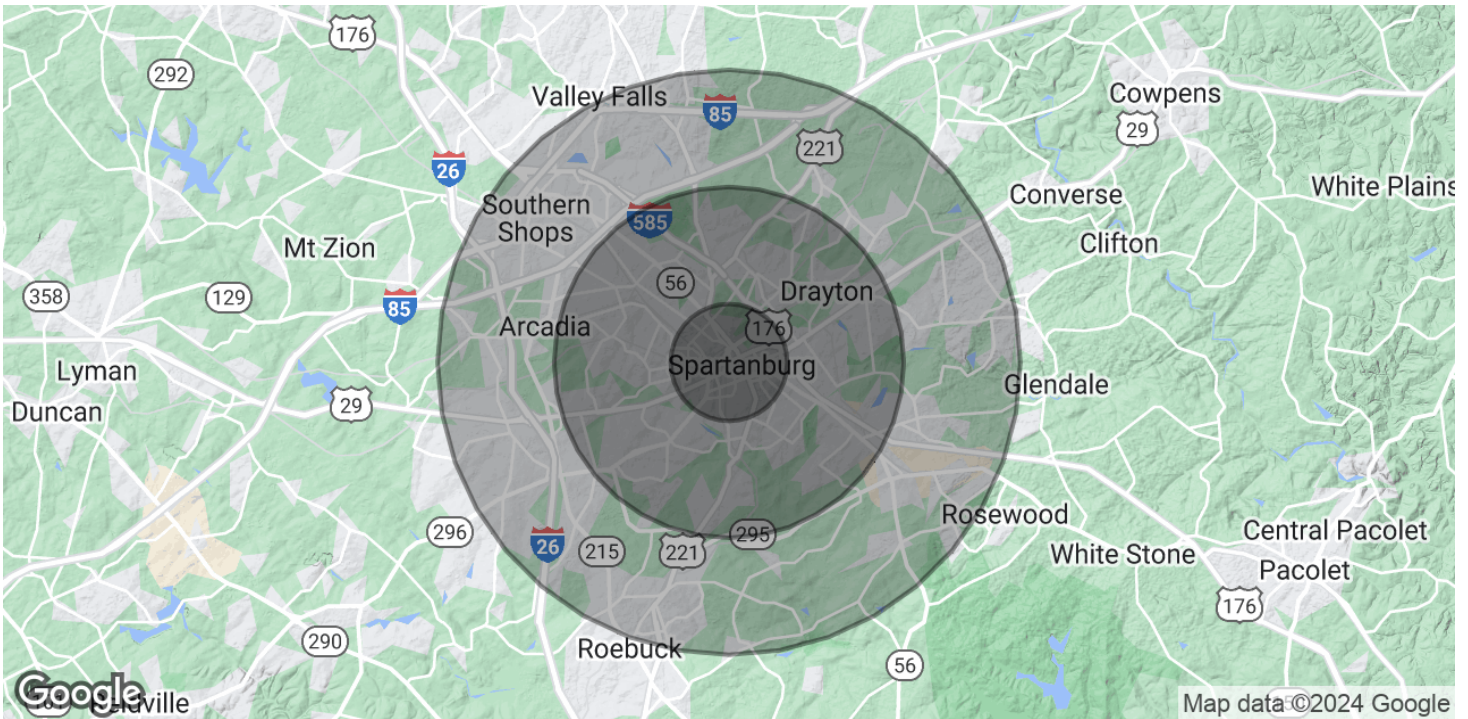 176
292
Valley Falls
85
Cowpens
29
221
26
White Plains
Converse
Southern
Shops
585
Mt Zion
Clifton
56
Drayton
358
129
85
Arcadia
176
Spartanburg
Lyman
Glendale
29
Duncan
Rosewood
296
Central Pacolet
295
26
215
221
White Stone
Pacolet
176
290
Roebuck
56
Google
Reidville
Map data ©2024 Google